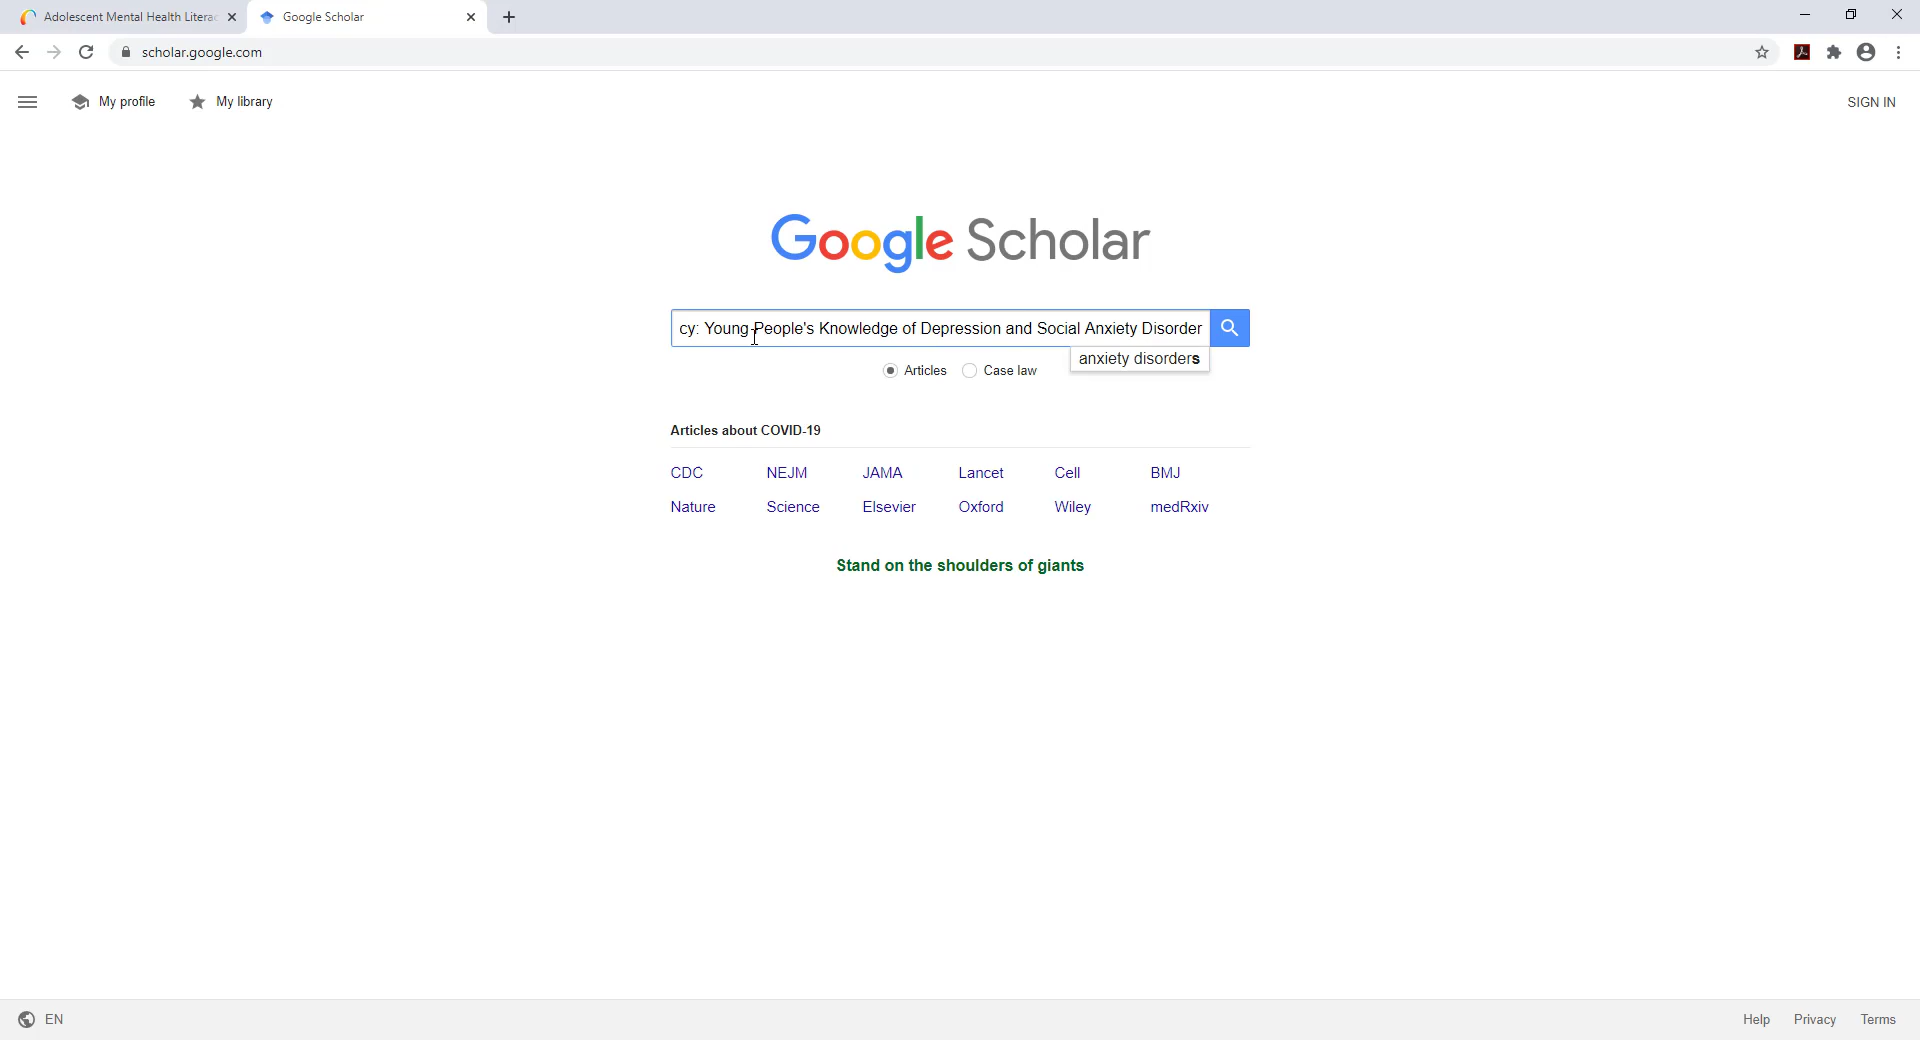 Adolescent Mental Health Literac
Google Scholar
scholar.google.com
My profile
My library
SIGN IN
Google Scholar
cy: Young People's Knowledge of Depression and Social Anxiety Disorder
anxiety disorders
Articles
Case law
Articles about COVID-19
CDC NEJM JAMA Lancet Cell BMJ
Nature Science Elsevier Oxford Wiley medRxiv
Stand on the shoulders of giants
EN
Help Privacy Terms